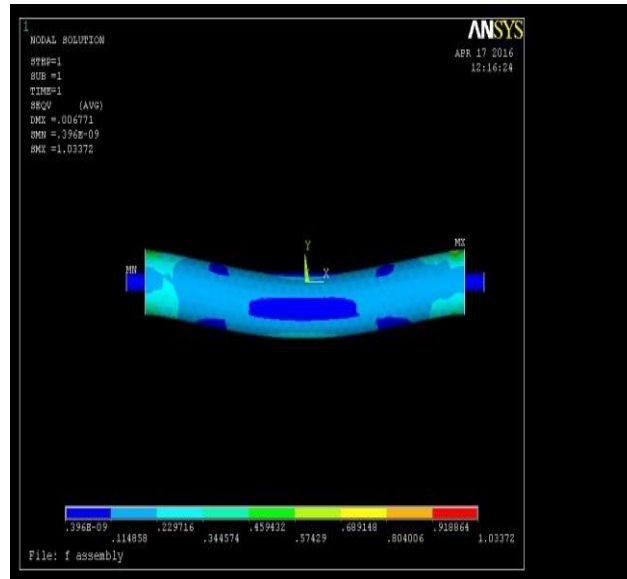 1
NODAL SOLUTION
STEP=1
SUB =1
TIME=1
SEQV (AVG)
DMX =.006771
SMN =.396E-09
SMX =1.03372
ANSYS
APR 17 2016
12:16:24
Y
X
MN
MX
.396E-09
.114858
.229716
.344574
.459432
.57429
.689148
.804006
.918864
1.03372
File: f assembly